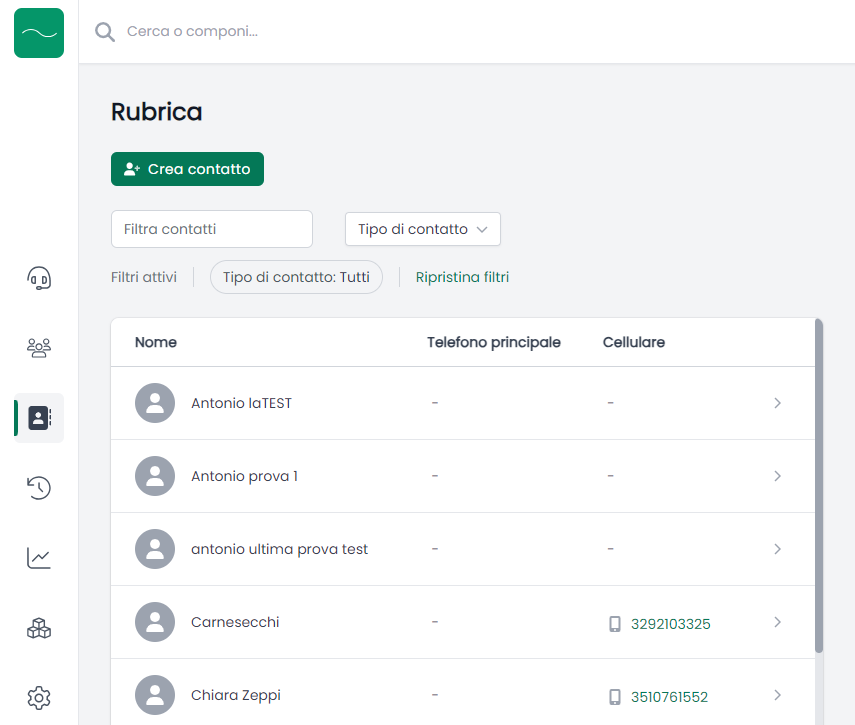 Cerca o componi...
Rubrica
Crea contatto
Filtra contatti
Tipo di contatto
Filtri attivi
Tipo di contatto: Tutti
Ripristina filtri
Nome Telefono principale Cellulare
Antonio laTEST - -
Antonio prova 1 - -
antonio ultima prova test - -
Carnesecchi - 3292103325
Chiara Zeppi - 3510761552